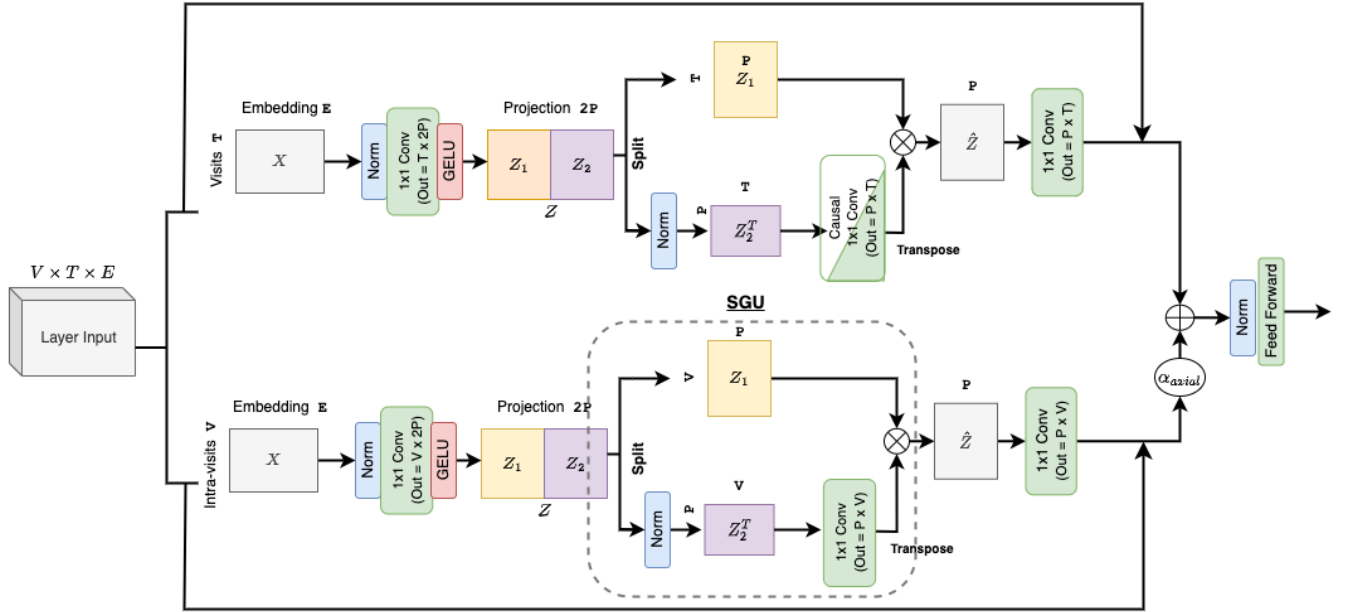 P
T
Z₁
P
Embedding E
Projection 2P
Visits T
X
Norm
1x1 Conv
(Out = T x 2P)
GELU
Z₁
Z₂
Z
Split
Ẑ
1x1 Conv
(Out = P x T)
T
Norm
P
Z₂ᵀ
Causal
1x1 Conv
(Out = P x T)
Transpose
V × T × E
Layer Input
SGU
Norm
Feed Forward
P
V
Z₁
α_axial
P
Embedding E
Projection 2P
Intra-visits V
X
Norm
1x1 Conv
(Out = V x 2P)
GELU
Z₁
Z₂
Z
Split
Ẑ
1x1 Conv
(Out = P x V)
V
Norm
P
Z₂ᵀ
1x1 Conv
(Out = P x V)
Transpose